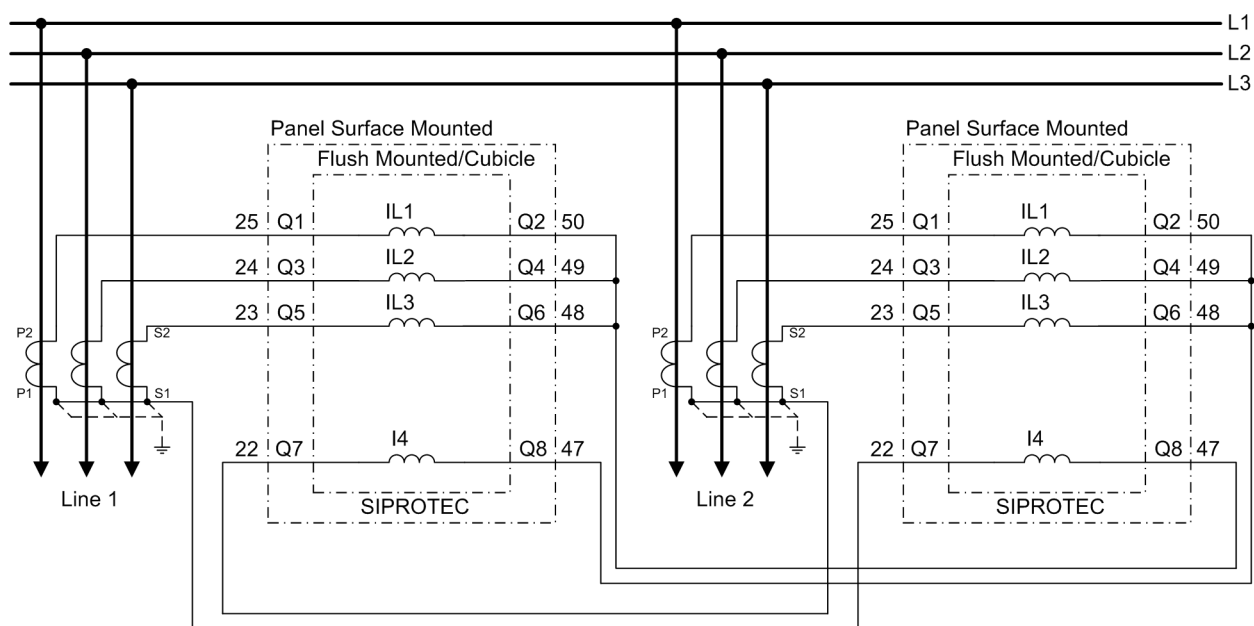 L1
L2
L3
Panel Surface Mounted
Flush Mounted/Cubicle
25 Q1 IL1 Q2 50
24 Q3 IL2 Q4 49
23 Q5 IL3 Q6 48
P2 S2
P1 S1
22 Q7 I4 Q8 47
Line 1
SIPROTEC
Panel Surface Mounted
Flush Mounted/Cubicle
25 Q1 IL1 Q2 50
24 Q3 IL2 Q4 49
23 Q5 IL3 Q6 48
P2 S2
P1 S1
22 Q7 I4 Q8 47
Line 2
SIPROTEC